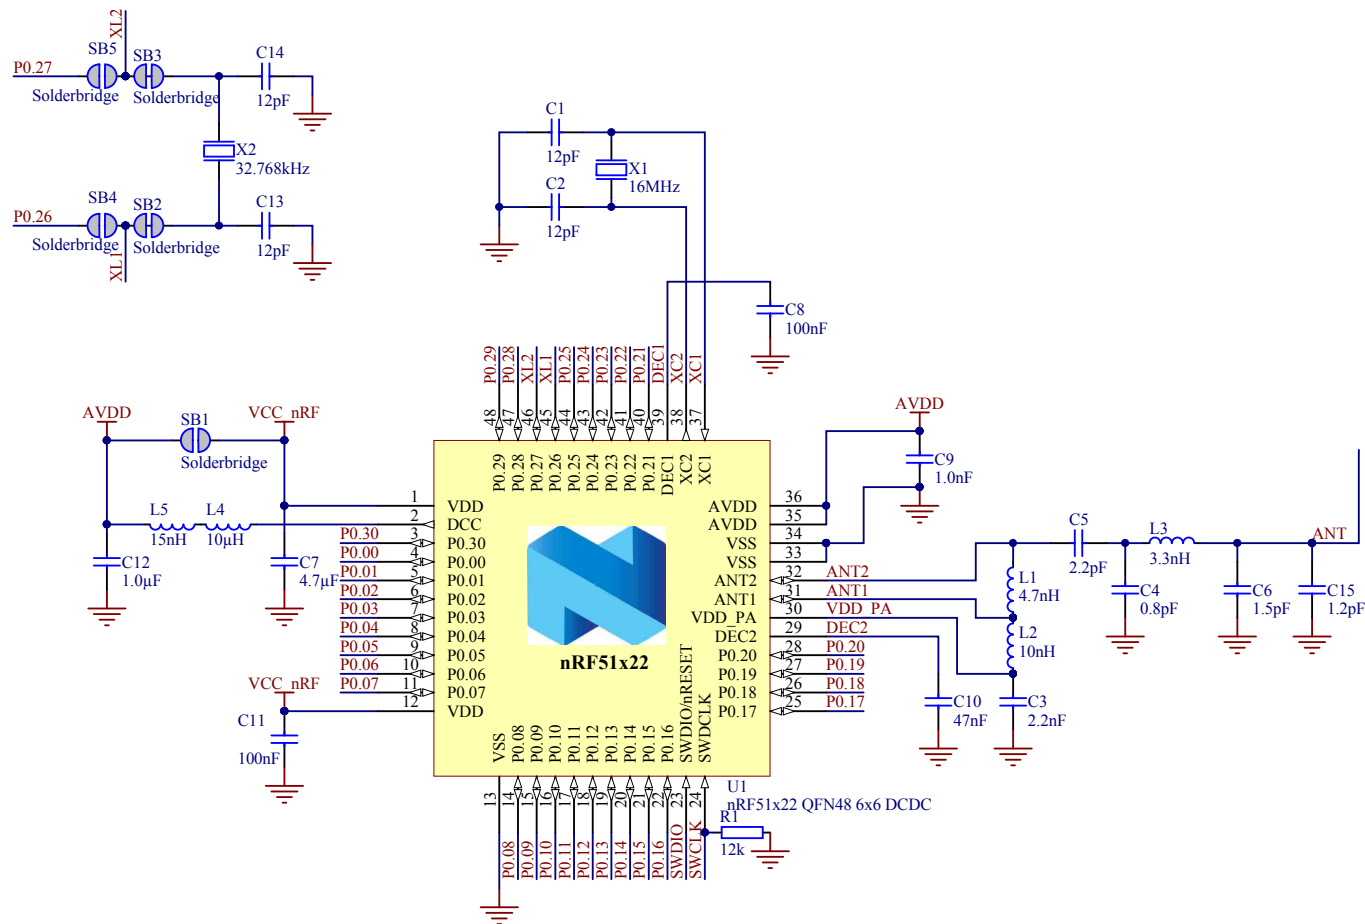 XL2
SB5
SB3
C14
P0.27
Solderbridge
Solderbridge
12pF
X2
32.768kHz
SB4
SB2
C13
P0.26
Solderbridge
Solderbridge
12pF
XL1
C1
12pF
X1
16MHz
C2
12pF
C8
100nF
P0.29
P0.28
XL2
XL1
P0.25
P0.24
P0.23
P0.22
P0.21
DEC1
XC2
XC1
48
47
46
45
44
43
42
41
40
39
38
37
P0.29
P0.28
P0.27
P0.26
P0.25
P0.24
P0.23
P0.22
P0.21
DEC1
XC2
XC1
AVDD
SB1
VCC_nRF
Solderbridge
L5
L4
15nH
10µH
C12
1.0µF
C7
4.7µF
1
VDD
2
DCC
P0.30
3
P0.30
P0.00
4
P0.00
P0.01
5
P0.01
P0.02
6
P0.02
P0.03
7
P0.03
P0.04
8
P0.04
P0.05
9
P0.05
P0.06
10
P0.06
P0.07
11
P0.07
12
VDD
VCC_nRF
C11
100nF
nRF51x22
AVDD
C9
1.0nF
AVDD
36
AVDD
35
VSS
34
VSS
33
ANT2
32
ANT2
ANT1
31
ANT1
VDD_PA
30
VDD_PA
DEC2
29
DEC2
P0.20
28
P0.20
P0.19
27
P0.19
P0.18
26
P0.18
P0.17
25
P0.17
C5
2.2pF
L3
3.3nH
ANT
L1
4.7nH
C4
0.8pF
C6
1.5pF
C15
1.2pF
L2
10nH
C10
47nF
C3
2.2nF
VSS
P0.08
P0.09
P0.10
P0.11
P0.12
P0.13
P0.14
P0.15
P0.16
SWDIO/nRESET
SWDCLK
13
14
15
16
17
18
19
20
21
22
23
24
P0.08
P0.09
P0.10
P0.11
P0.12
P0.13
P0.14
P0.15
P0.16
SWDIO
SWCLK
U1
nRF51x22 QFN48 6x6 DCDC
R1
12k